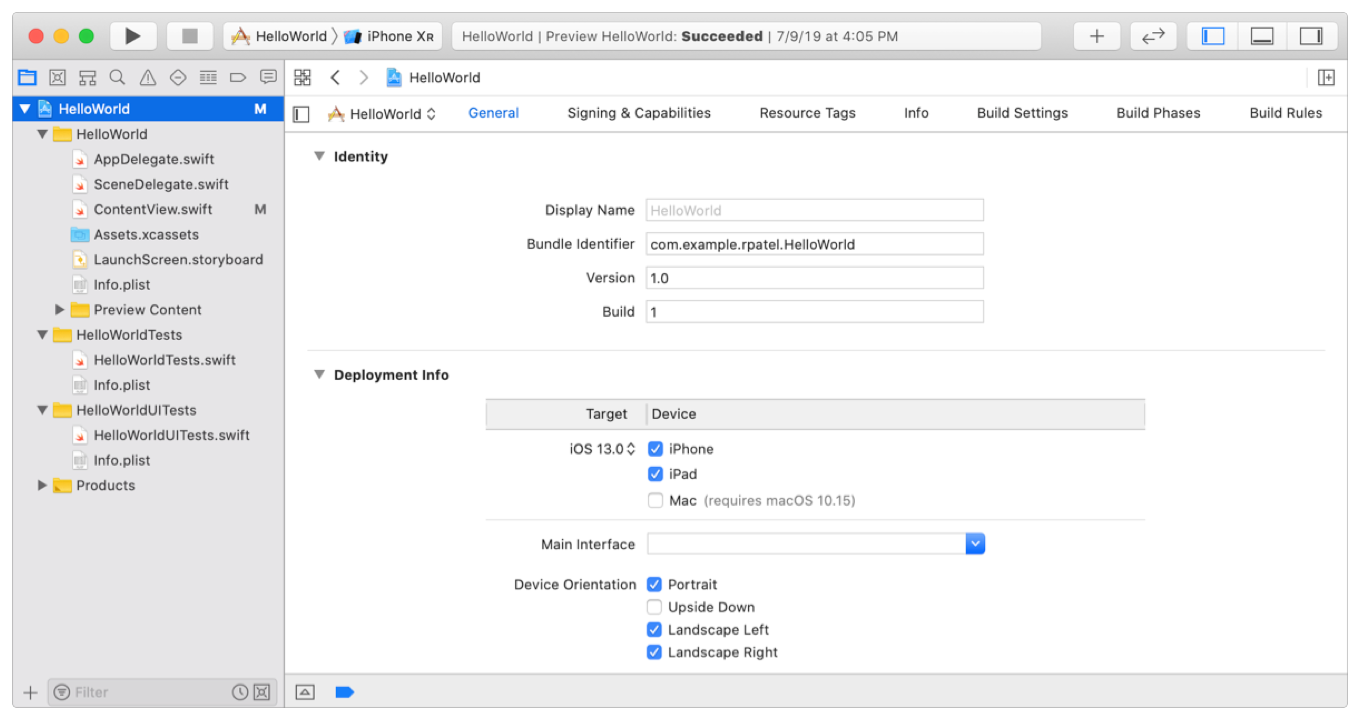 HelloWorld 〉 iPhone XR HelloWorld | Preview HelloWorld: Succeeded | 7/9/19 at 4:05 PM
HelloWorld
HelloWorld M
HelloWorld
AppDelegate.swift
SceneDelegate.swift
ContentView.swift M
Assets.xcassets
LaunchScreen.storyboard
Info.plist
Preview Content
HelloWorldTests
HelloWorldTests.swift
Info.plist
HelloWorldUITests
HelloWorldUITests.swift
Info.plist
Products
Filter
HelloWorld General Signing & Capabilities Resource Tags Info Build Settings Build Phases Build Rules
Identity
Display Name HelloWorld
Bundle Identifier com.example.rpatel.HelloWorld
Version 1.0
Build 1
Deployment Info
Target Device
iOS 13.0 iPhone
iPad
Mac (requires macOS 10.15)
Main Interface
Device Orientation Portrait
Upside Down
Landscape Left
Landscape Right